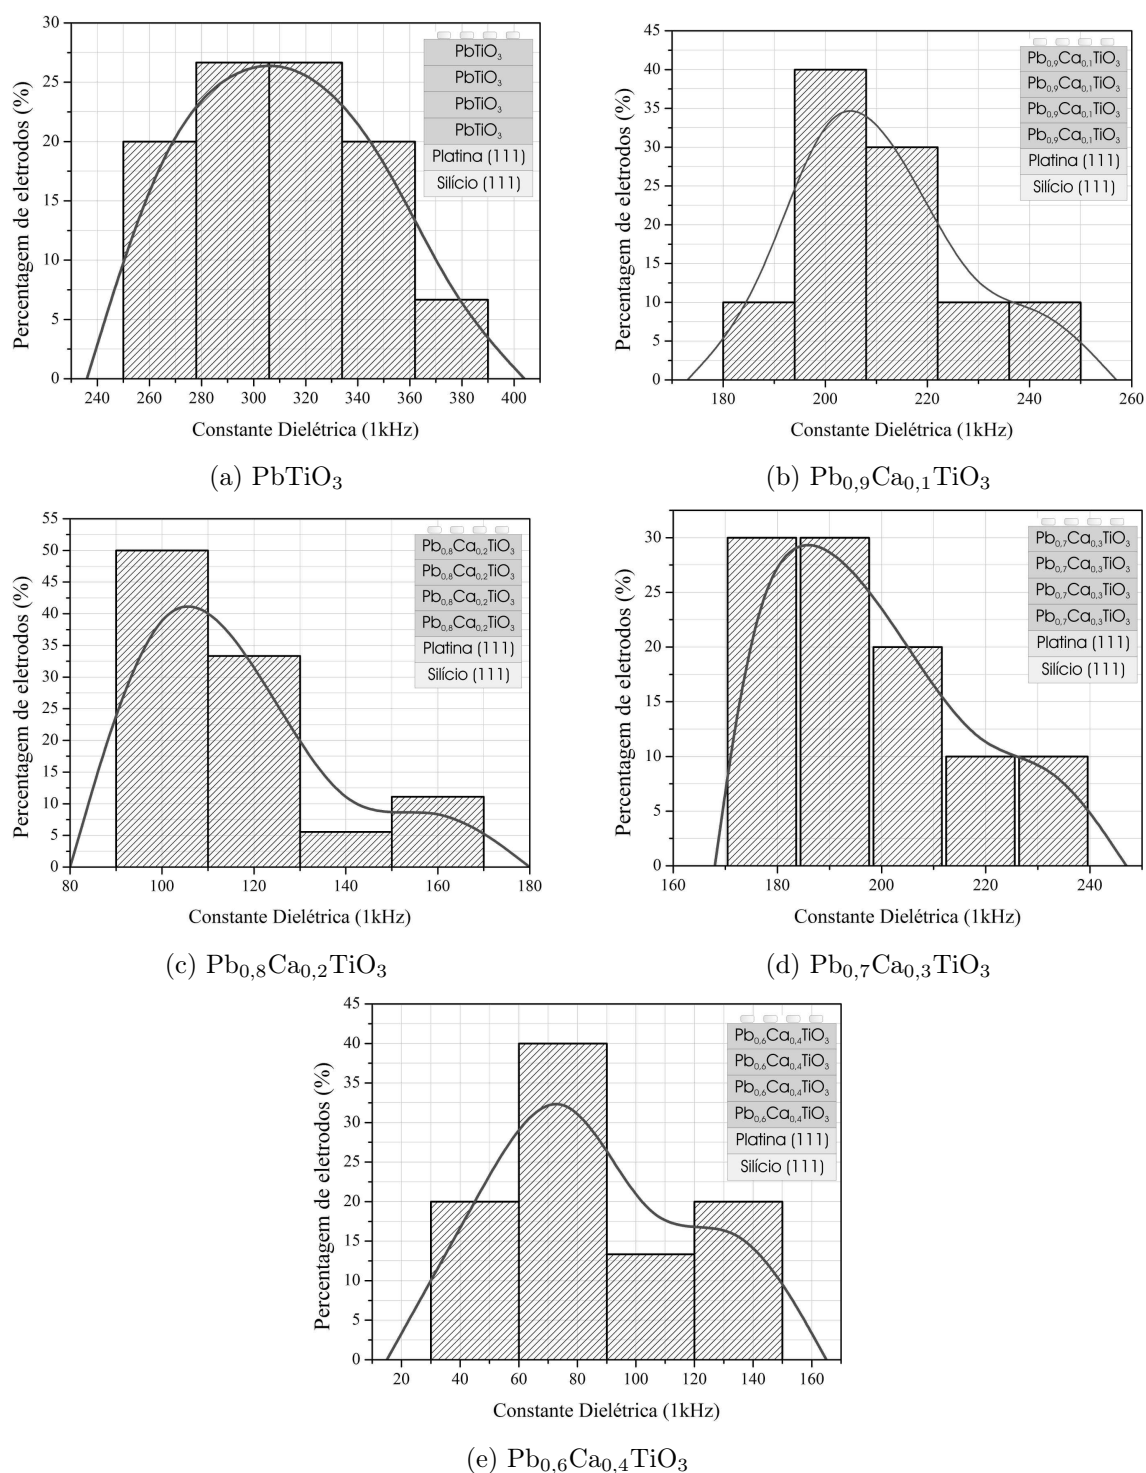 30
25
20
15
10
5
0
Percentagem de eletrodos (%)
PbTiO₃
PbTiO₃
PbTiO₃
PbTiO₃
Platina (111)
Silício (111)
240 260 280 300 320 340 360 380 400
Constante Dielétrica (1kHz)
(a) PbTiO₃
45
40
35
30
25
20
15
10
5
0
Percentagem de eletrodos (%)
Pb₀,₉Ca₀,₁TiO₃
Pb₀,₉Ca₀,₁TiO₃
Pb₀,₉Ca₀,₁TiO₃
Pb₀,₉Ca₀,₁TiO₃
Platina (111)
Silício (111)
180 200 220 240 260
Constante Dielétrica (1kHz)
(b) Pb₀,₉Ca₀,₁TiO₃
55
50
45
40
35
30
25
20
15
10
5
0
Percentagem de eletrodos (%)
Pb₀,₈Ca₀,₂TiO₃
Pb₀,₈Ca₀,₂TiO₃
Pb₀,₈Ca₀,₂TiO₃
Pb₀,₈Ca₀,₂TiO₃
Platina (111)
Silício (111)
80 100 120 140 160 180
Constante Dielétrica (1kHz)
(c) Pb₀,₈Ca₀,₂TiO₃
30
25
20
15
10
5
0
Percentagem de eletrodos (%)
Pb₀,₇Ca₀,₃TiO₃
Pb₀,₇Ca₀,₃TiO₃
Pb₀,₇Ca₀,₃TiO₃
Pb₀,₇Ca₀,₃TiO₃
Platina (111)
Silício (111)
160 180 200 220 240
Constante Dielétrica (1kHz)
(d) Pb₀,₇Ca₀,₃TiO₃
45
40
35
30
25
20
15
10
5
0
Percentagem de eletrodos (%)
Pb₀,₆Ca₀,₄TiO₃
Pb₀,₆Ca₀,₄TiO₃
Pb₀,₆Ca₀,₄TiO₃
Pb₀,₆Ca₀,₄TiO₃
Platina (111)
Silício (111)
20 40 60 80 100 120 140 160
Constante Dielétrica (1kHz)
(e) Pb₀,₆Ca₀,₄TiO₃